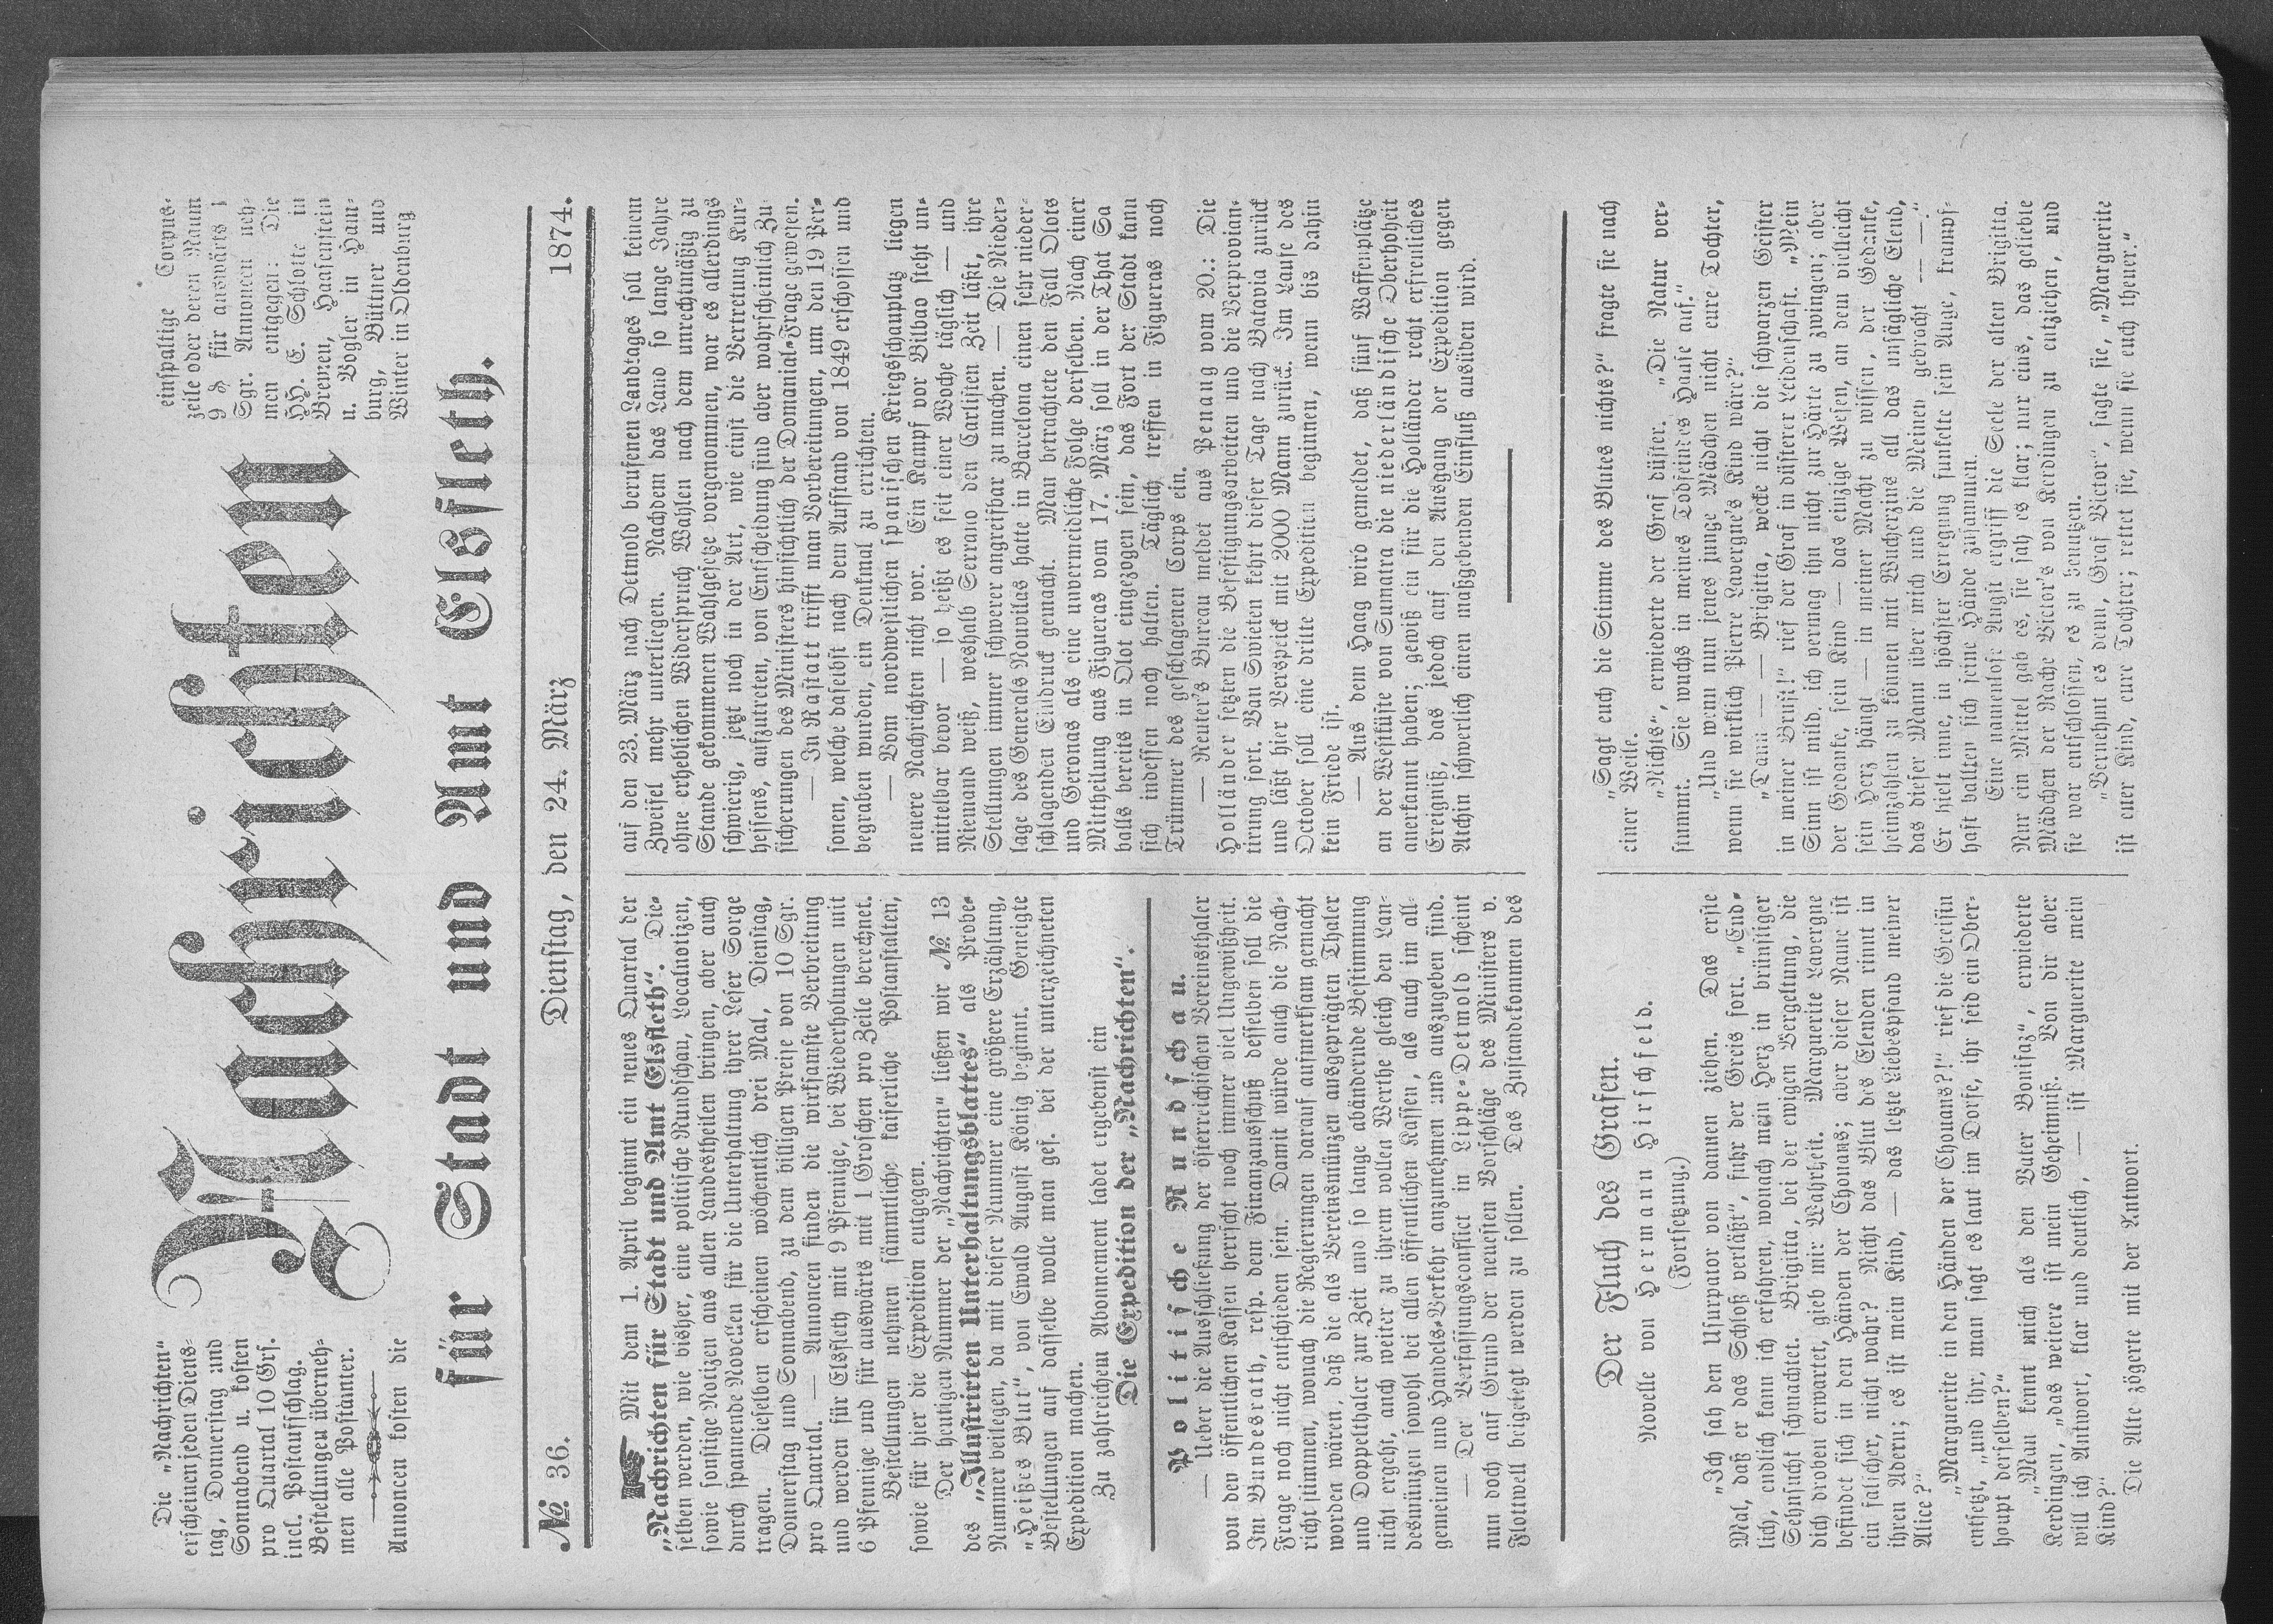 Die „Nachrichten“
erscheinen jeden Diens-
tag, Donnerstag und
Sonnabend u. kosten
pro Quartal 10 Grs.
incl. Postaufschlag.
Bestellungen überneh-
men alle Postämter.
Annoncen kosten die
Nachrichten
für Stadt und Amt Elsfleth.
einspaltige Corpus-
zeile oder deren Raum
9 ₰ für auswärts 1
Sgr. Annoncen neh-
men entgegen: Die
HH. E. Schlotte in
Bremen, Haasenstein
u. Vogler in Ham-
burg, Büttner und
Winter in Oldenburg
№ 36.
Dienstag, den 24. März
1874.
☛ Mit dem 1. April beginnt ein neues Quartal der
„Nachrichten für Stadt und Amt Elsfleth“. Die-
selben werden, wie bisher, eine politische Rundschau, Localnotizen,
sowie sonstige Notizen aus allen Landestheilen bringen, aber auch
durch spannende Novellen für die Unterhaltung ihrer Leser Sorge
tragen. Dieselben erscheinen wöchentlich drei Mal, Dienstag,
Donnerstag und Sonnabend, zu dem billigen Preise von 10 Sgr.
pro Quartal. — Annoncen finden die wirksamste Verbreitung
und werden für Elsfleth mit 9 Pfennige, bei Wiederholungen mit
6 Pfennige und für auswärts mit 1 Groschen pro Zeile berechnet.
Bestellungen nehmen sämmtliche kaiserliche Postanstalten,
sowie für hier die Expedition entgegen.
Der heutigen Nummer der „Nachrichten“ ließen wir № 13
des „Illustrirten Unterhaltungsblattes“ als Probe-
Nummer beilegen, da mit dieser Nummer eine größere Erzählung,
„Heißes Blut“, von Ewald August König beginnt. Geneigte
Bestellungen auf dasselbe wolle man gef. bei der unterzeichneten
Expedition machen.
Zu zahlreichem Abonnement ladet ergebenst ein
Die Expedition der „Nachrichten“.
Politische Rundschau.
— Ueber die Ausschließung der österreichischen Vereinsthaler
von den öffentlichen Kassen herrscht noch immer viel Ungewißheit.
Im Bundesrath, resp. dem Finanzausschuß desselben soll die
Frage noch nicht entschieden sein. Damit würde auch die Nach-
richt stimmen, wonach die Regierungen darauf aufmerksam gemacht
worden wären, daß die als Vereinsmünzen ausgeprägten Thaler
und Doppelthaler zur Zeit und so lange abändernde Bestimmung
nicht ergeht, auch weiter zu ihrem vollen Werthe gleich den Lan-
desmünzen sowohl bei allen öffentlichen Kassen, als auch im all-
gemeinen und Handels-Verkehr anzunehmen und auszugeben sind.
— Der Verfassungsconflict in Lippe-Detmold scheint
nun doch auf Grund der neuesten Vorschläge des Ministers v.
Flottwell beigelegt werden zu sollen. Das Zustandekommen des
auf den 23. März nach Detmold berufenen Landtages soll keinem
Zweifel mehr unterliegen. Nachdem das Land so lange Jahre
ohne erheblichen Widerspruch Wahlen nach dem unrechtmäßig zu
Stande gekommenen Wahlgesetze vorgenommen, war es allerdings
schwierig, jetzt noch in der Art, wie einst die Vertretung Kur-
hessens, aufzutreten, von Entscheidung sind aber wahrscheinlich Zu-
sicherungen des Ministers hinsichtlich der Domanial-Frage gewesen.
— In Rastatt trifft man Vorbereitungen, um den 19 Per-
sonen, welche daselbst nach dem Aufstand von 1849 erschossen und
begraben wurden, ein Denkmal zu errichten.
— Vom nordwestlichen spanischen Kriegsschauplatz liegen
neuere Nachrichten nicht vor. Ein Kampf vor Bilbao steht un-
mittelbar bevor — so heißt es seit einer Woche täglich — und
Niemand weiß, weshalb Serrano den Carlisten Zeit läßt, ihre
Stellungen immer schwerer angreifbar zu machen. — Die Nieder-
lage des Generals Nouvilas hatte in Barcelona einen sehr nieder-
schlagenden Eindruck gemacht. Man betrachtete den Fall Olots
und Geronas als eine unvermeidliche Folge derselben. Nach einer
Mittheilung aus Figueras vom 17. März soll in der That Sa
balls bereits in Olot eingezogen sein, das Fort der Stadt kann
sich indessen noch halten. Täglich treffen in Figueras noch
Trümmer des geschlagenen Corps ein.
— Reuter's Bureau meldet aus Penang vom 20.: Die
Holländer setzten die Befestigungsarbeiten und die Verprovian-
tirung fort. Van Swieten kehrt dieser Tage nach Batavia zurück
und läßt hier Verspeick mit 2000 Mann zurück. Im Laufe des
October soll eine dritte Expedition beginnen, wenn bis dahin
kein Friede ist.
— Aus dem Haag wird gemeldet, daß fünf Waffenplätze
an der Westküste von Sumatra die niederländische Oberhoheit
anerkannt haben; gewiß ein für die Holländer recht erfreuliches
Ereigniß, das jedoch auf den Ausgang der Expedition gegen
Atchin schwerlich einen maßgebenden Einfluß ausüben wird.
Der Fluch des Grafen.
Novelle von Hermann Hirschfeld.
(Fortsetzung.)
„Ich sah den Usurpator von dannen ziehen. Das erste
Mal, daß er das Schloß verläßt“, fuhr der Greis fort. „End-
lich, endlich kann ich erfahren, wonach mein Herz in brünstiger
Sehnsucht schmachtet. Brigitta, bei der ewigen Vergeltung, die
dich droben erwartet, gieb mir Wahrheit. Marguerite Lavergne
befindet sich in den Händen der Chouans; aber dieser Name ist
ein falscher, nicht wahr? Nicht das Blut des Elenden rinnt in
ihren Adern; es ist mein Kind, — das letzte Liebespfand meiner
Alice?“
„Marguerite in den Händen der Chouans?!“ rief die Greisin
entsetzt, „und ihr, man sagt es laut im Dorfe, ihr seid ein Ober-
haupt derselben?“
„Man kennt mich als den Vater Bonifaz“, erwiederte
Kerdingen, „das weitere ist mein Geheimniß. Von dir aber
will ich Antwort, klar und deutlich, — ist Marguerite mein
Kind?“
Die Alte zögerte mit der Antwort.
„Sagt euch die Stimme des Blutes nichts?“ fragte sie nach
einer Weile.
„Nichts“, erwiederte der Graf düster. „Die Natur ver-
stummt. Sie wuchs in meines Todfeindes Hause auf.“
„Und wenn nun jenes junge Mädchen nicht eure Tochter,
wenn sie wirklich Pierre Lavergne's Kind wäre?“
„Dann — — Brigitta, wecke nicht die schwarzen Geister
in meiner Brust!“ rief der Graf in düsterer Leidenschaft. „Mein
Sinn ist mild. ich vermag ihn nicht zur Härte zu zwingen; aber
der Gedanke, sein Kind — das einzige Wesen, an dem vielleicht
sein Herz hängt — in meiner Macht zu wissen, der Gedanke,
heimzahlen zu können mit Wucherzins all das unsägliche Elend,
das dieser Mann über mich und die Meinen gebracht — —.“
Er hielt inne, in höchster Erregung funkelte sein Auge, krampf-
haft ballten sich seine Hände zusammen.
Eine namenlose Angst ergriff die Seele der alten Brigitta.
Nur ein Mittel gab es, sie sah es klar; nur eins, das geliebte
Mädchen der Rache Victor's von Kerdingen zu entziehen, und
sie war entschlossen, es zu benutzen.
„Vernehmt es denn, Graf Victor“, sagte sie, „Marguerite
ist euer Kind, eure Tochter; rettet sie, wenn sie euch theuer.“